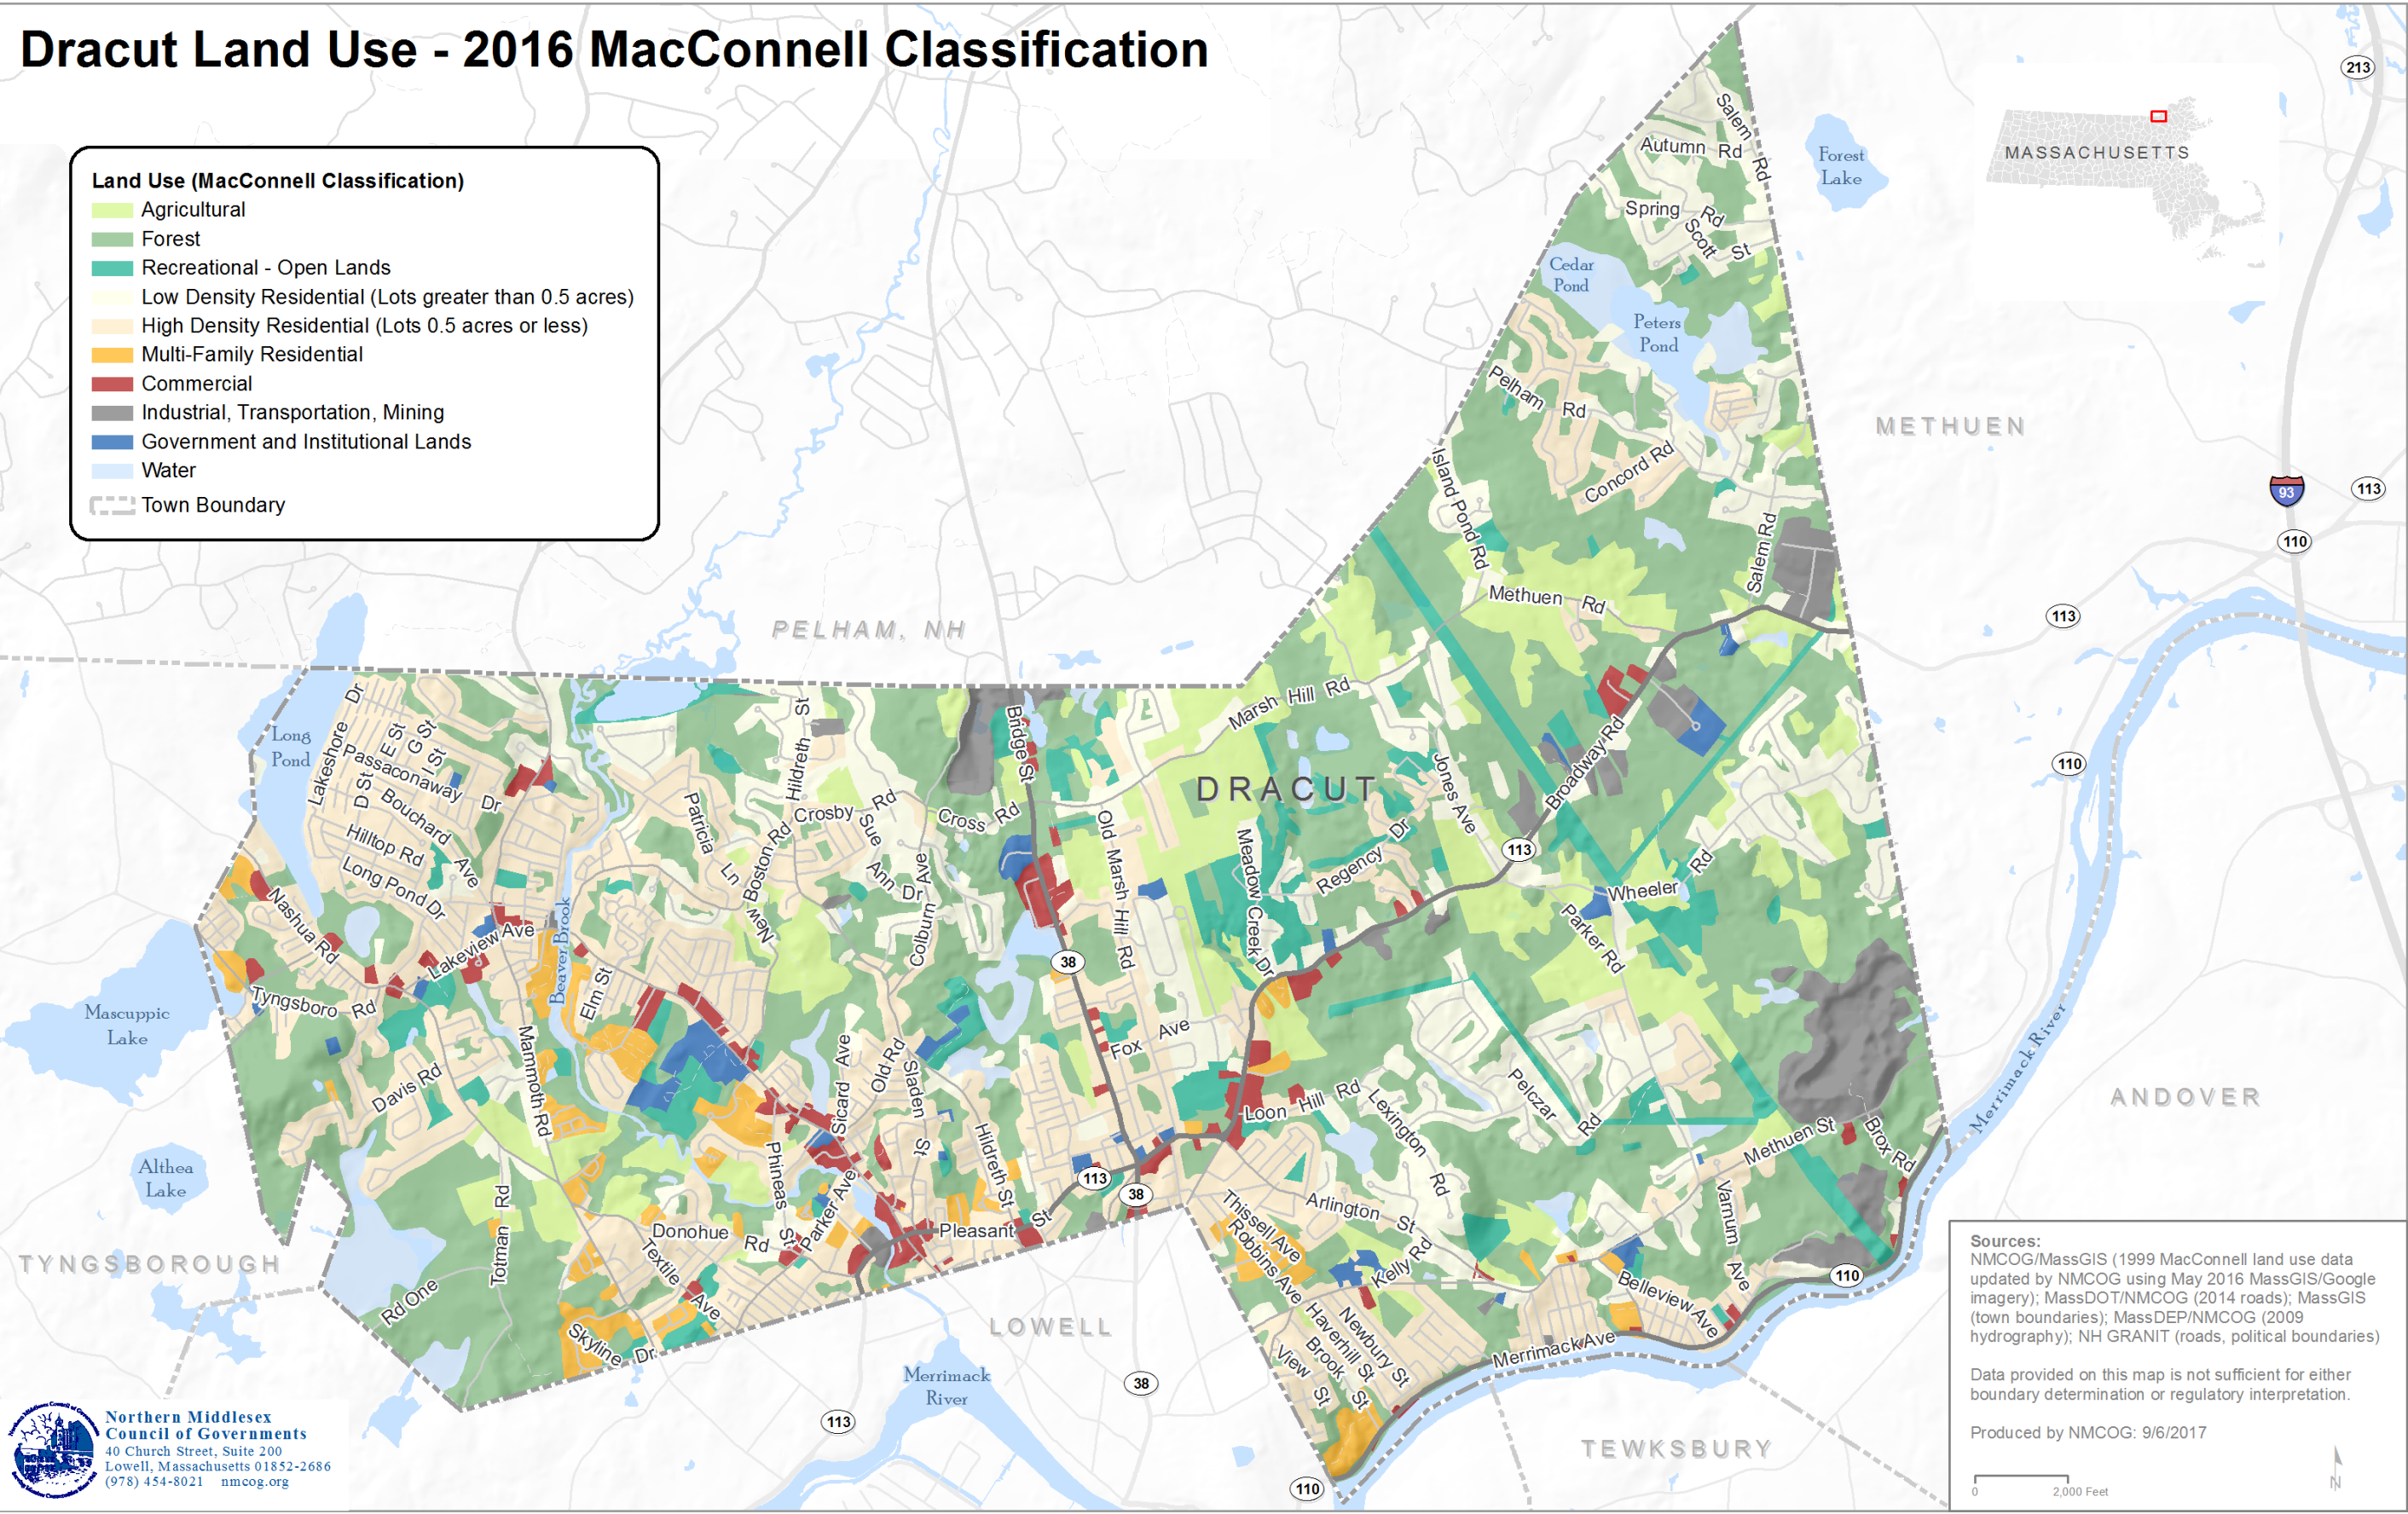 Dracut Land Use - 2016 MacConnell Classification
Land Use (MacConnell Classification)
Agricultural
Forest
Recreational - Open Lands
Low Density Residential (Lots greater than 0.5 acres)
High Density Residential (Lots 0.5 acres or less)
Multi-Family Residential
Commercial
Industrial, Transportation, Mining
Government and Institutional Lands
Water
Town Boundary
213
MASSACHUSETTS
Salem Rd
Autumn Rd
Forest
Lake
Spring Rd
Scott St
Cedar
Pond
Peters
Pond
Pelham Rd
METHUEN
Concord Rd
Island Pond Rd
93
113
110
Salem Rd
Methuen Rd
113
PELHAM, NH
Marsh Hill Rd
Long
Pond
Lakeshore Dr
D St
E St
G St
I St
Passaconaway Dr
Bouchard Ave
Hilltop Rd
Long Pond Dr
Hildreth St
Bridge St
Patricia Ln
Crosby Rd
New Boston Rd
Sue Ann Dr
Colburn Ave
Cross Rd
Old Marsh Hill Rd
DRACUT
Meadow Creek Dr
Regency Dr
Jones Ave
Broadway Rd
113
110
Wheeler Rd
Parker Rd
Nashua Rd
Lakeview Ave
Beaver Brook
Elm St
38
Mascuppic
Lake
Tyngsboro Rd
Mammoth Rd
Davis Rd
Sicard Ave
Old Rd
Sladen St
Fox Ave
Loon Hill Rd
Lexington Rd
Pelczar Rd
Methuen St
Brox Rd
Merrimack River
ANDOVER
Althea
Lake
Totman Rd
Phineas St
Parker Ave
Hildreth St
113
38
Pleasant St
Donohue Rd
Textile Ave
Thissell Ave
Robbins Ave
Arlington St
Kelly Rd
Varnum Ave
110
Belleview Ave
TYNGSBOROUGH
Rd One
Skyline Dr
LOWELL
Merrimack
River
38
113
Haverhill St
Newbury St
Brook St
View St
Merrimack Ave
110
TEWKSBURY
Sources:
NMCOG/MassGIS (1999 MacConnell land use data
updated by NMCOG using May 2016 MassGIS/Google
imagery); MassDOT/NMCOG (2014 roads); MassGIS
(town boundaries); MassDEP/NMCOG (2009
hydrography); NH GRANIT (roads, political boundaries)
Data provided on this map is not sufficient for either
boundary determination or regulatory interpretation.
Produced by NMCOG: 9/6/2017
0 2,000 Feet
N
Northern Middlesex
Council of Governments
40 Church Street, Suite 200
Lowell, Massachusetts 01852-2686
(978) 454-8021 nmcog.org